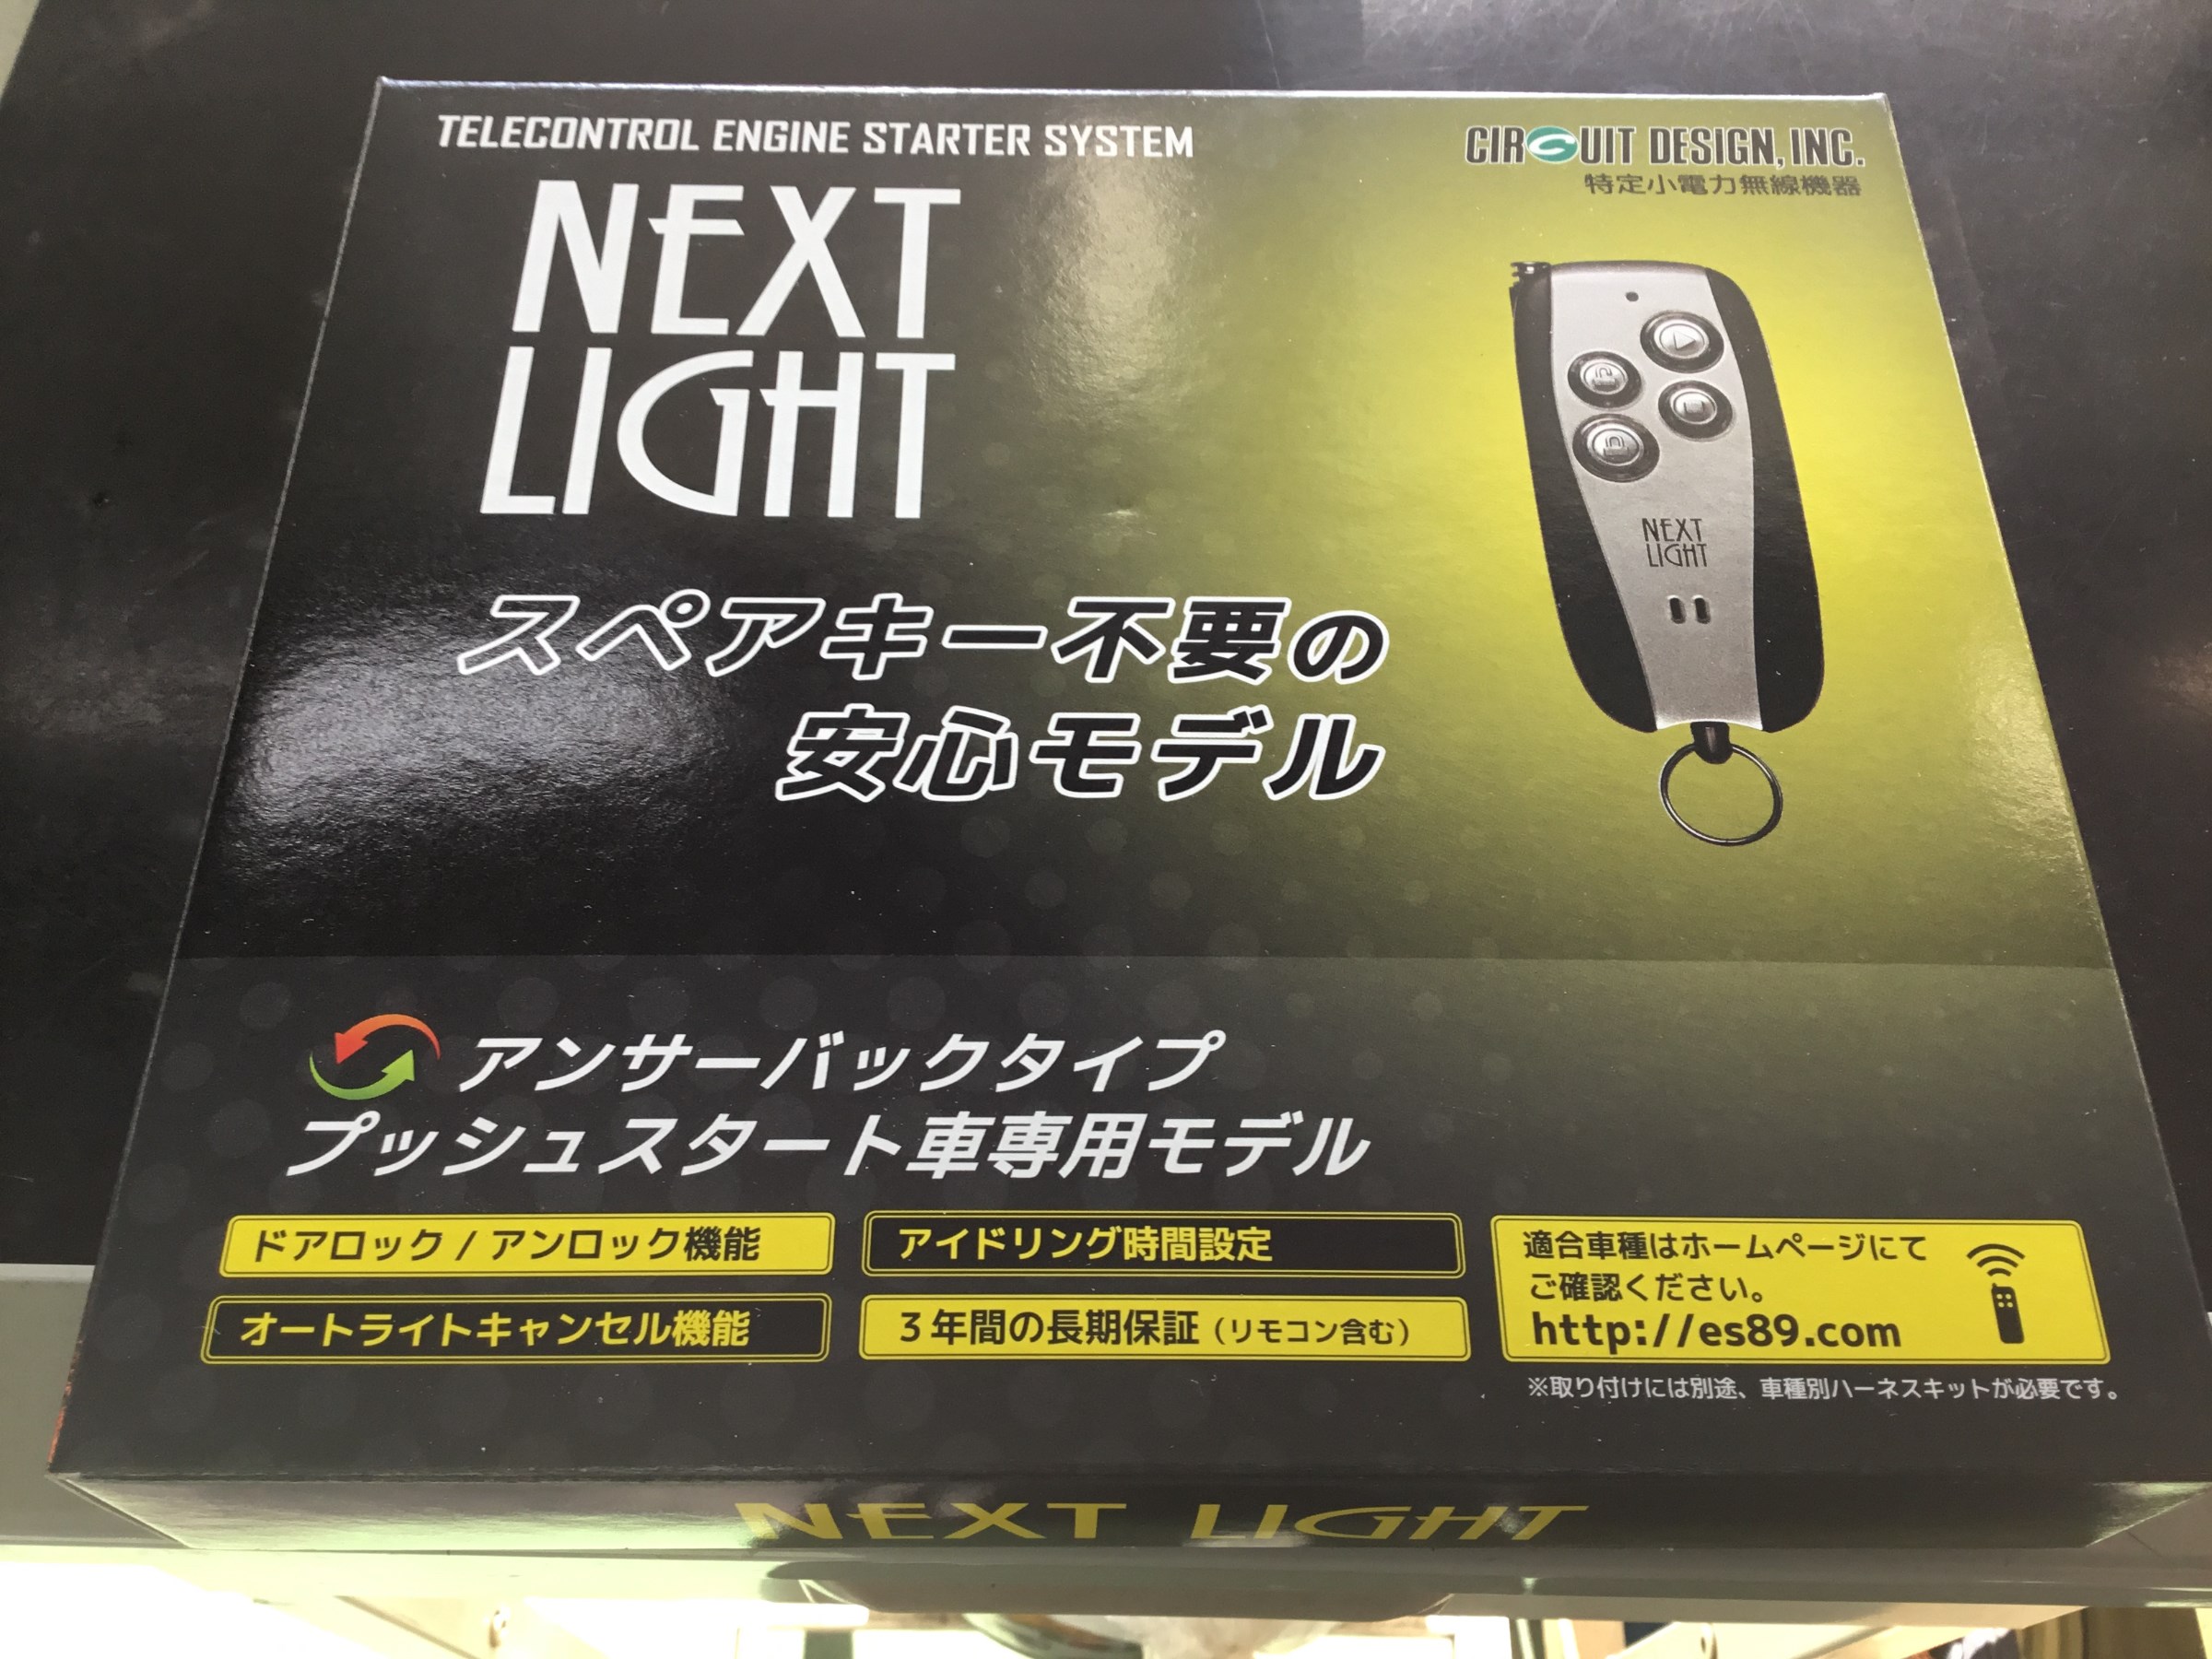 TELECONTROL ENGINE STARTER SYSTEM
CIRCUIT DESIGN, INC.
特定小電力無線機器
NEXT
LIGHT
NEXT
LIGHT
スペアキー不要の
安心モデル
アンサーバックタイプ
プッシュスタート車専用モデル
ドアロック / アンロック機能
アイドリング時間設定
オートライトキャンセル機能
3年間の長期保証（リモコン含む）
適合車種はホームページにて
ご確認ください。
http://es89.com
※取り付けには別途、車種別ハーネスキットが必要です。
NEXT LIGHT